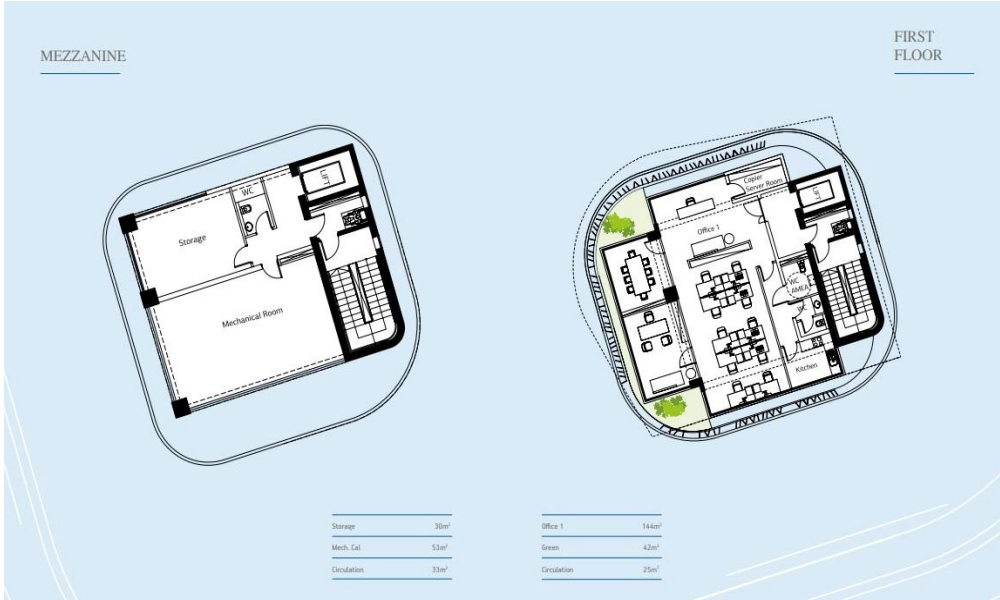 MEZZANINE
FIRST
FLOOR
WC
LIFT
Storage
Mechanical Room
Copier
Server Room
LIFT
Office 1
WC
AMEA
WC
Kitchen
Storage 30m²
Mech. Cal 53m²
Circulation 33m²
Office 1 144m²
Green 42m²
Circulation 25m²